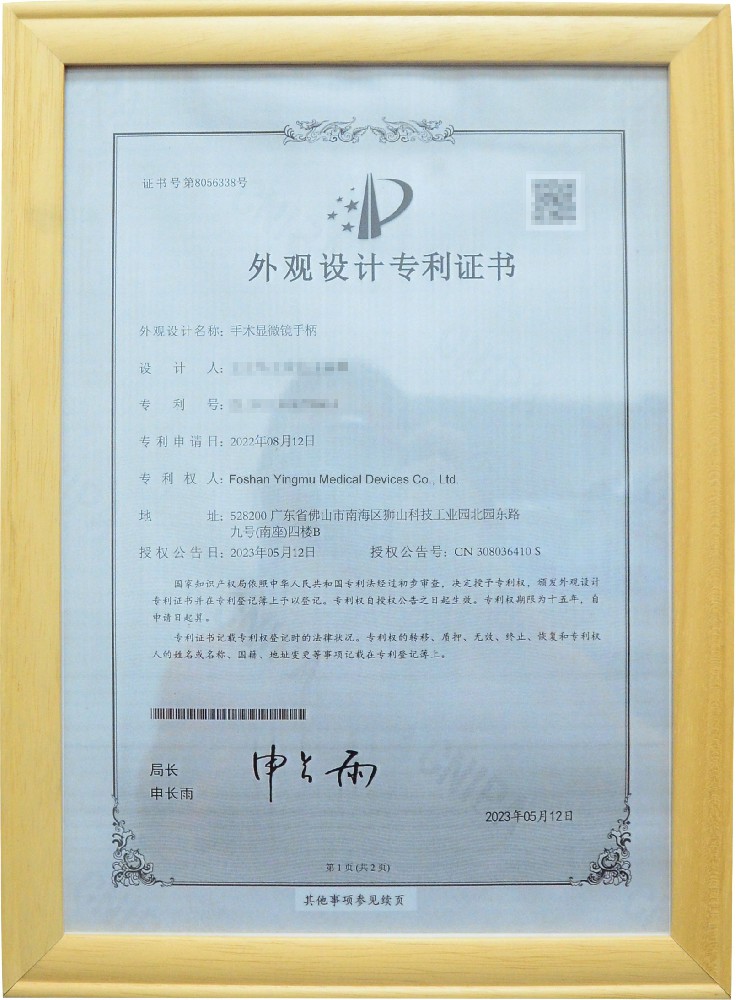 证书号第8056338号
外观设计专利证书
外观设计名称：手术显微镜手柄
设计人：
专利号：
专利申请日：2022年08月12日
专利权人：Foshan Yingmu Medical Devices Co., Ltd.
地址：528200 广东省佛山市南海区狮山科技工业园北园东路
九号(南座)四楼B
授权公告日：2023年05月12日 授权公告号：CN 308036410 S
国家知识产权局依照中华人民共和国专利法经过初步审查，决定授予专利权，颁发外观设计
专利证书并在专利登记簿上予以登记。专利权自授权公告之日起生效。专利权期限为十五年，自
申请日起算。
专利证书记载专利权登记时的法律状况。专利权的转移、质押、无效、终止、恢复和专利权
人的姓名或名称、国籍、地址变更等事项记载在专利登记簿上。
局长
申长雨
申长雨
2023年05月12日
第 1 页 (共 2 页)
其他事项参见续页